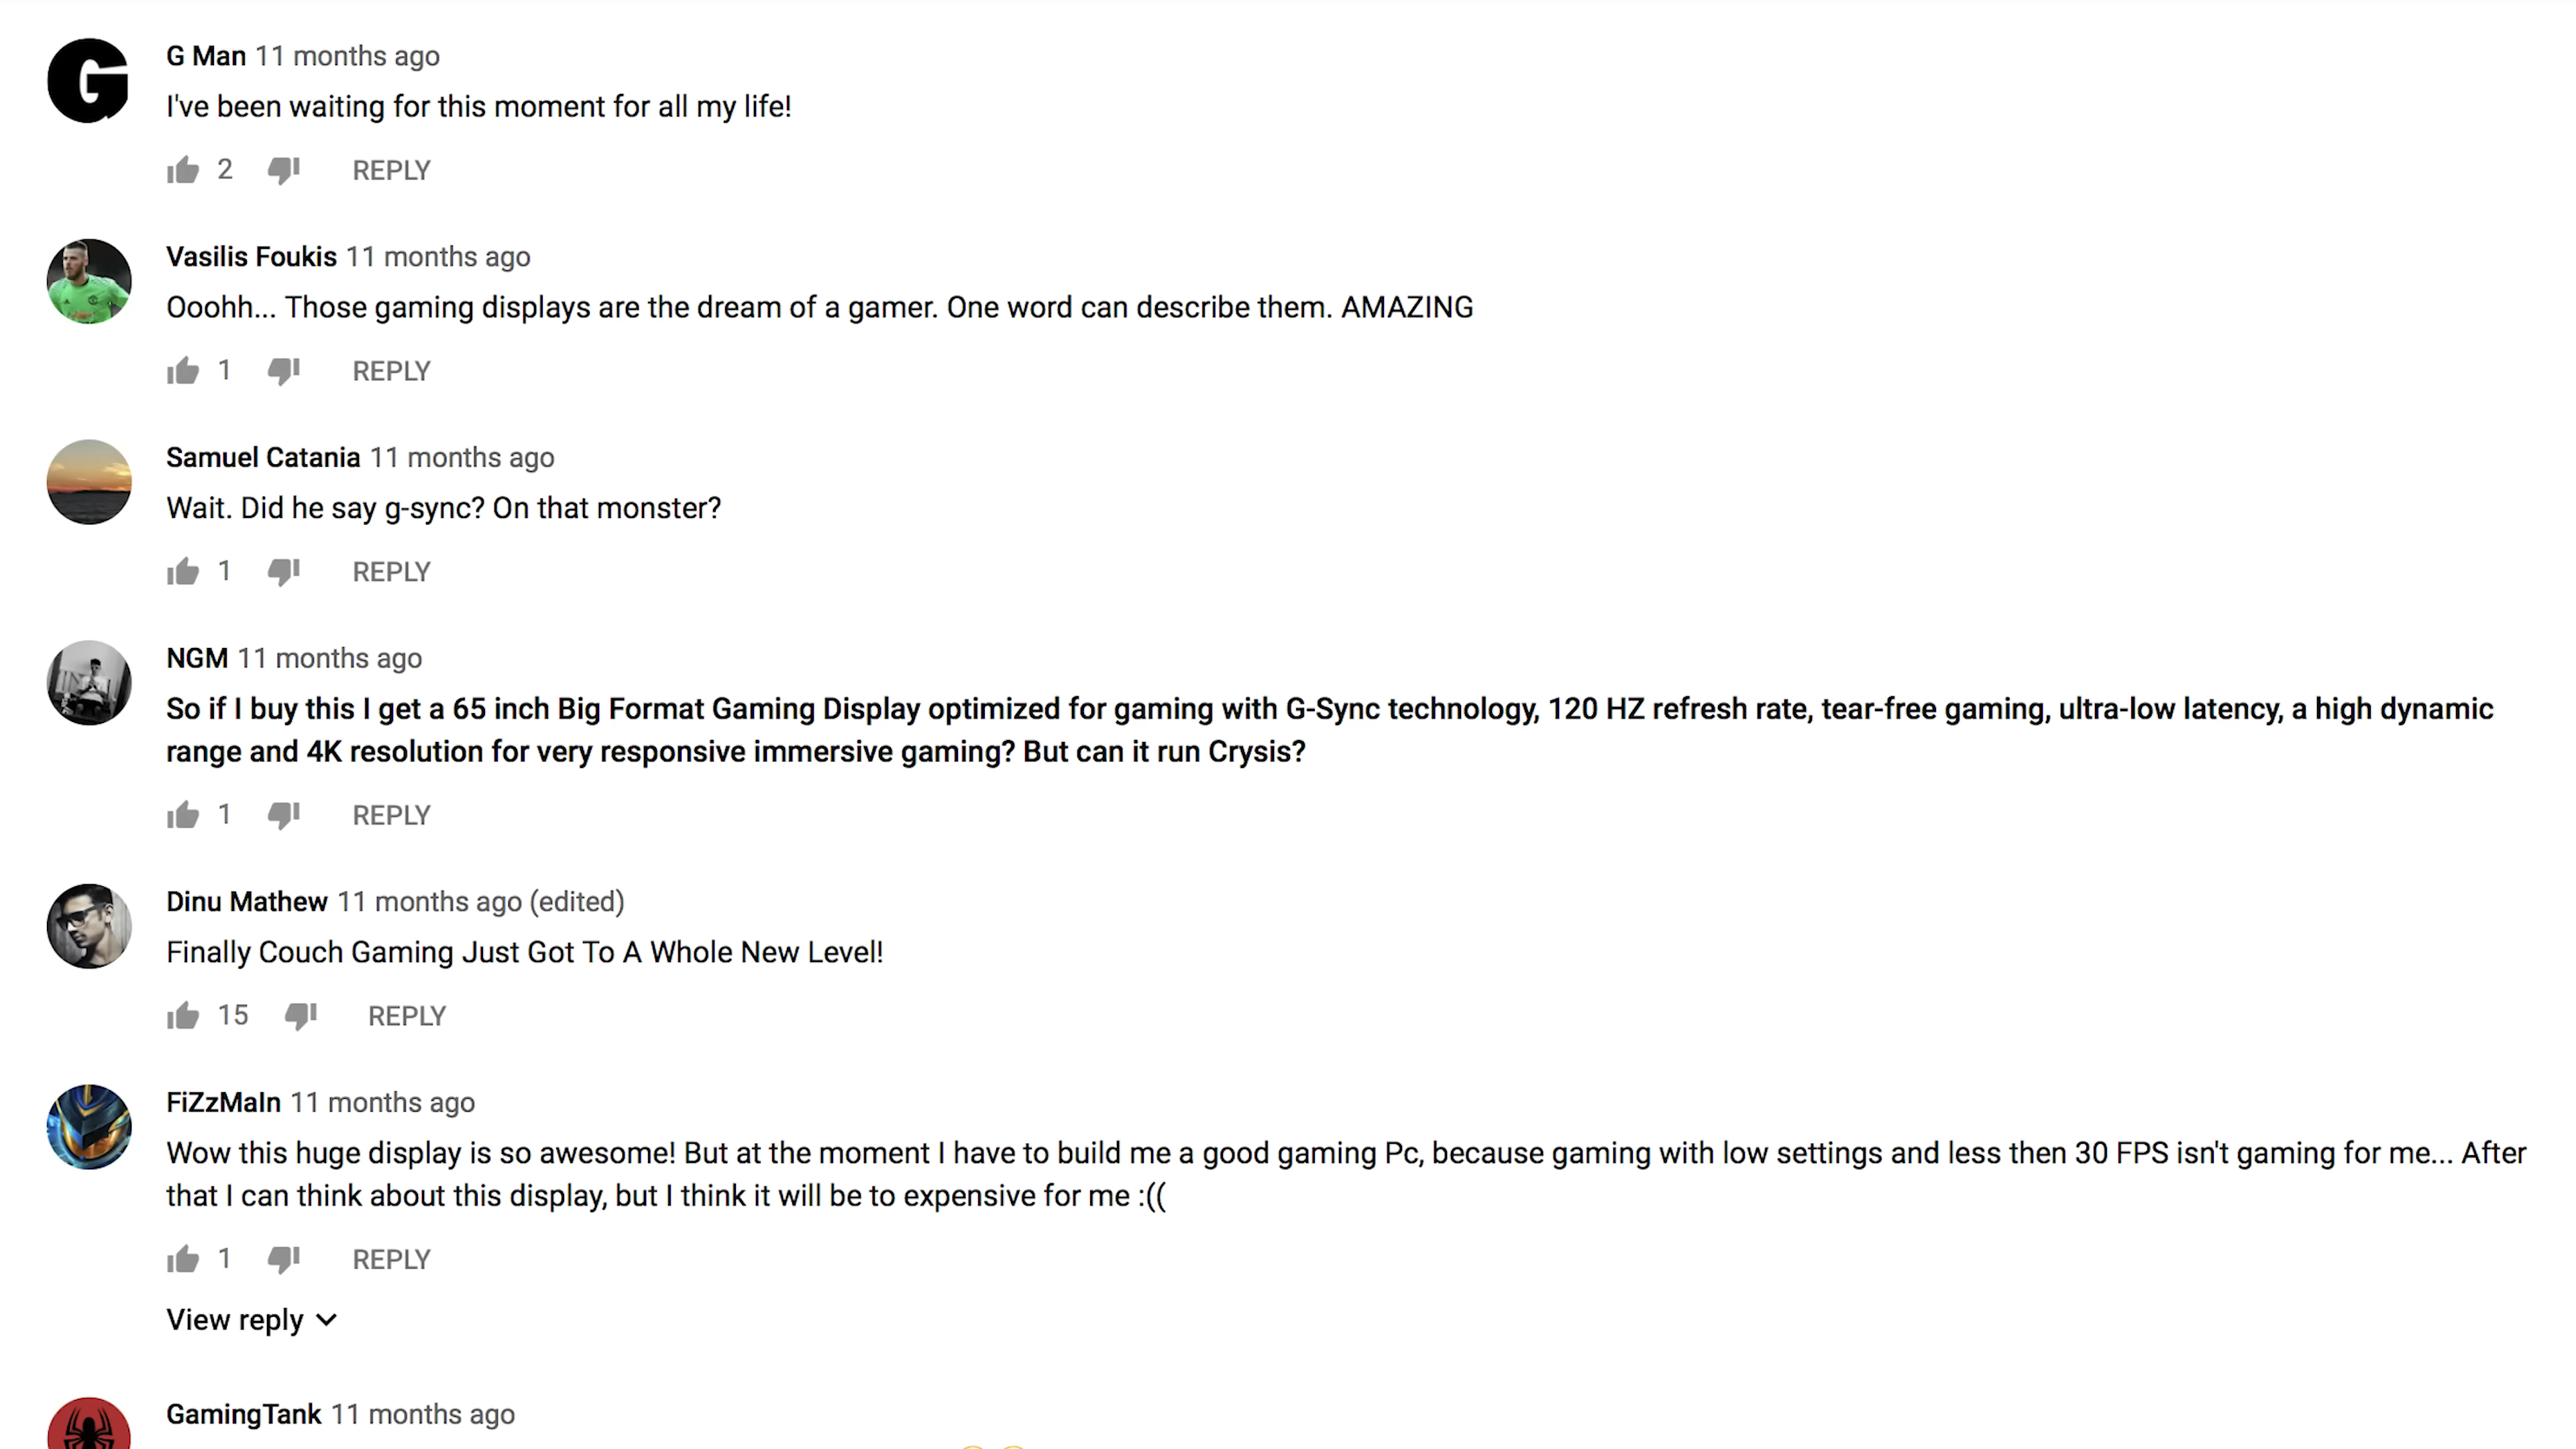 G Man 11 months ago
I've been waiting for this moment for all my life!
2 REPLY
Vasilis Foukis 11 months ago
Ooohh... Those gaming displays are the dream of a gamer. One word can describe them. AMAZING
1 REPLY
Samuel Catania 11 months ago
Wait. Did he say g-sync? On that monster?
1 REPLY
NGM 11 months ago
So if I buy this I get a 65 inch Big Format Gaming Display optimized for gaming with G-Sync technology, 120 HZ refresh rate, tear-free gaming, ultra-low latency, a high dynamic
range and 4K resolution for very responsive immersive gaming? But can it run Crysis?
1 REPLY
Dinu Mathew 11 months ago (edited)
Finally Couch Gaming Just Got To A Whole New Level!
15 REPLY
FiZzMaIn 11 months ago
Wow this huge display is so awesome! But at the moment I have to build me a good gaming Pc, because gaming with low settings and less then 30 FPS isn't gaming for me... After
that I can think about this display, but I think it will be to expensive for me :((
1 REPLY
View reply
GamingTank 11 months ago